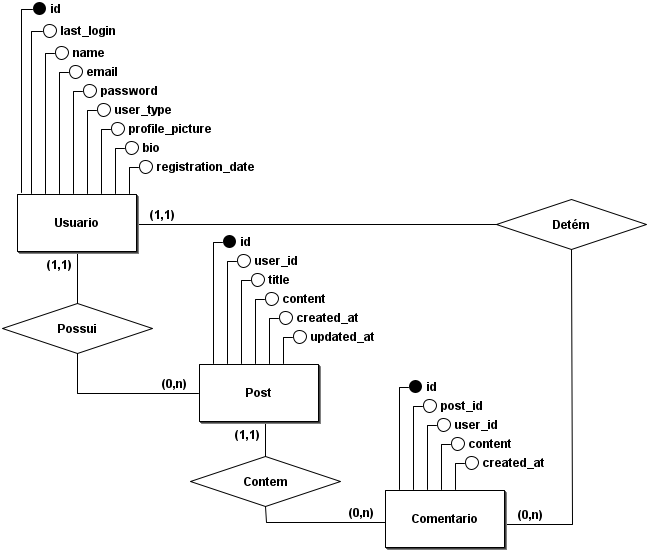 id
last_login
name
email
password
user_type
profile_picture
bio
registration_date
Usuario
(1,1)
Detém
(1,1)
id
user_id
title
content
created_at
updated_at
Possui
(0,n)
Post
(1,1)
id
post_id
user_id
content
created_at
Contem
(0,n)
Comentario
(0,n)